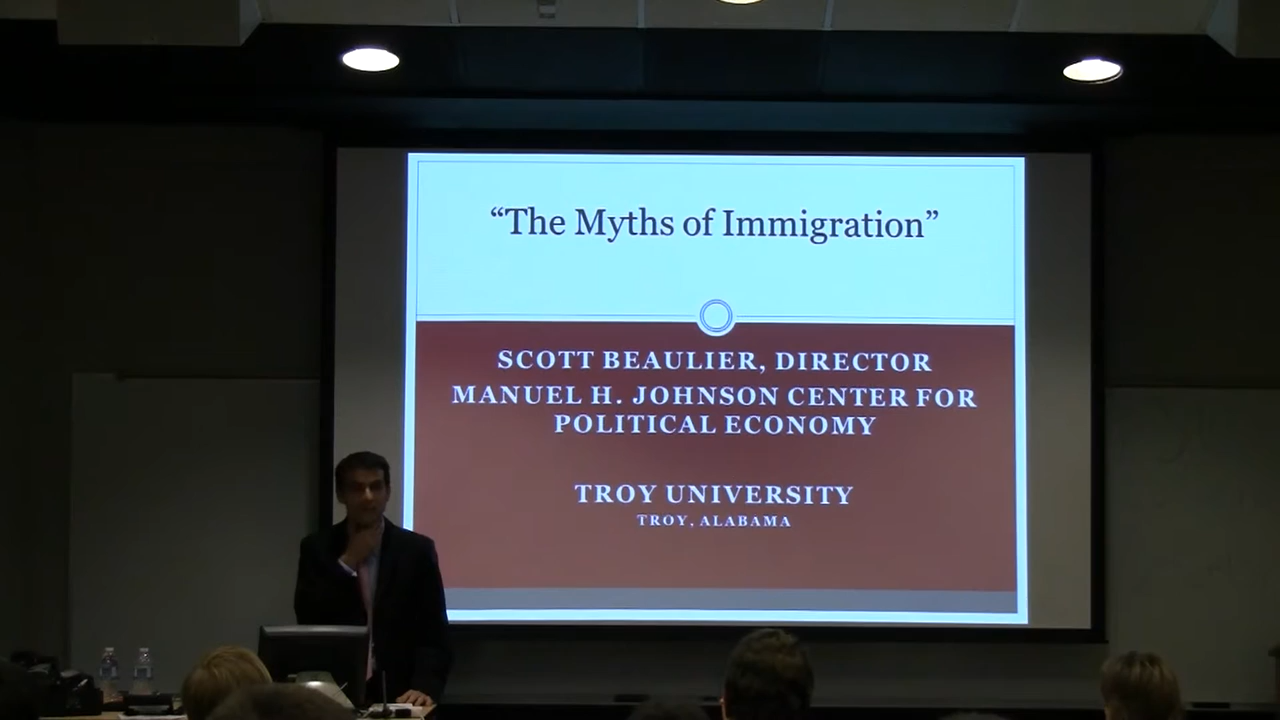 “The Myths of Immigration”
SCOTT BEAULIER, DIRECTOR
MANUEL H. JOHNSON CENTER FOR
POLITICAL ECONOMY
TROY UNIVERSITY
TROY, ALABAMA